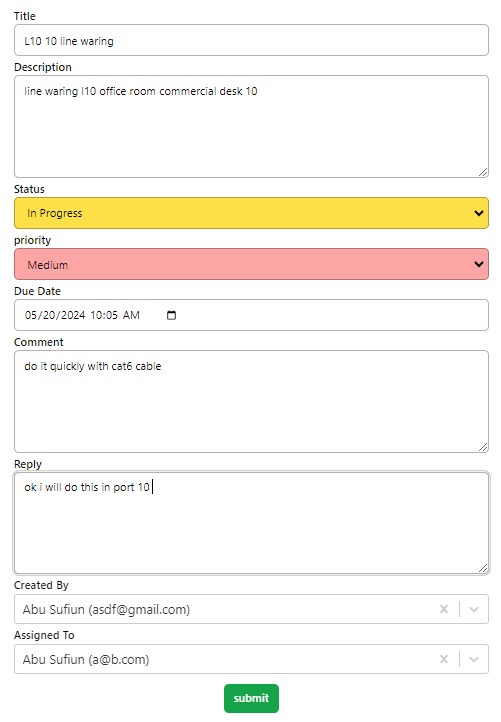 Title
L10 10 line waring
Description
line waring l10 office room commercial desk 10
Status
In Progress
priority
Medium
Due Date
05/20/2024 10:05 AM
Comment
do it quickly with cat6 cable
Reply
ok i will do this in port 10
Created By
Abu Sufiun (asdf@gmail.com)
Assigned To
Abu Sufiun (a@b.com)
submit